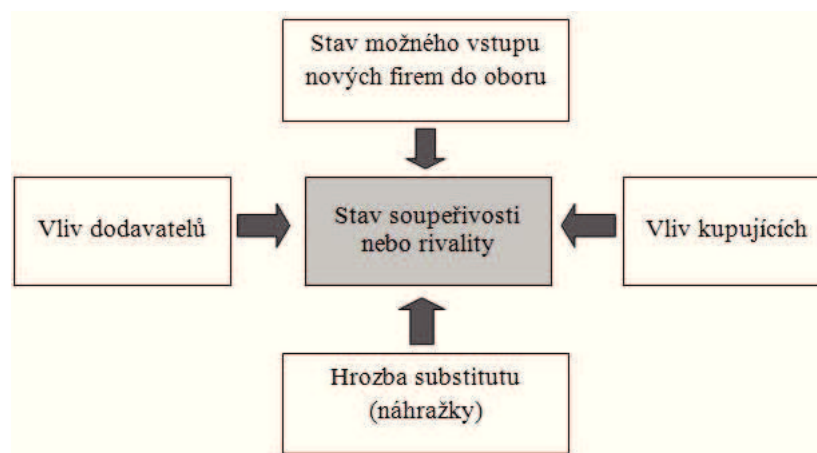 Stav možného vstupu
nových firem do oboru
Vliv dodavatelů
Stav soupeřivosti
nebo rivality
Vliv kupujících
Hrozba substitutu
(náhražky)